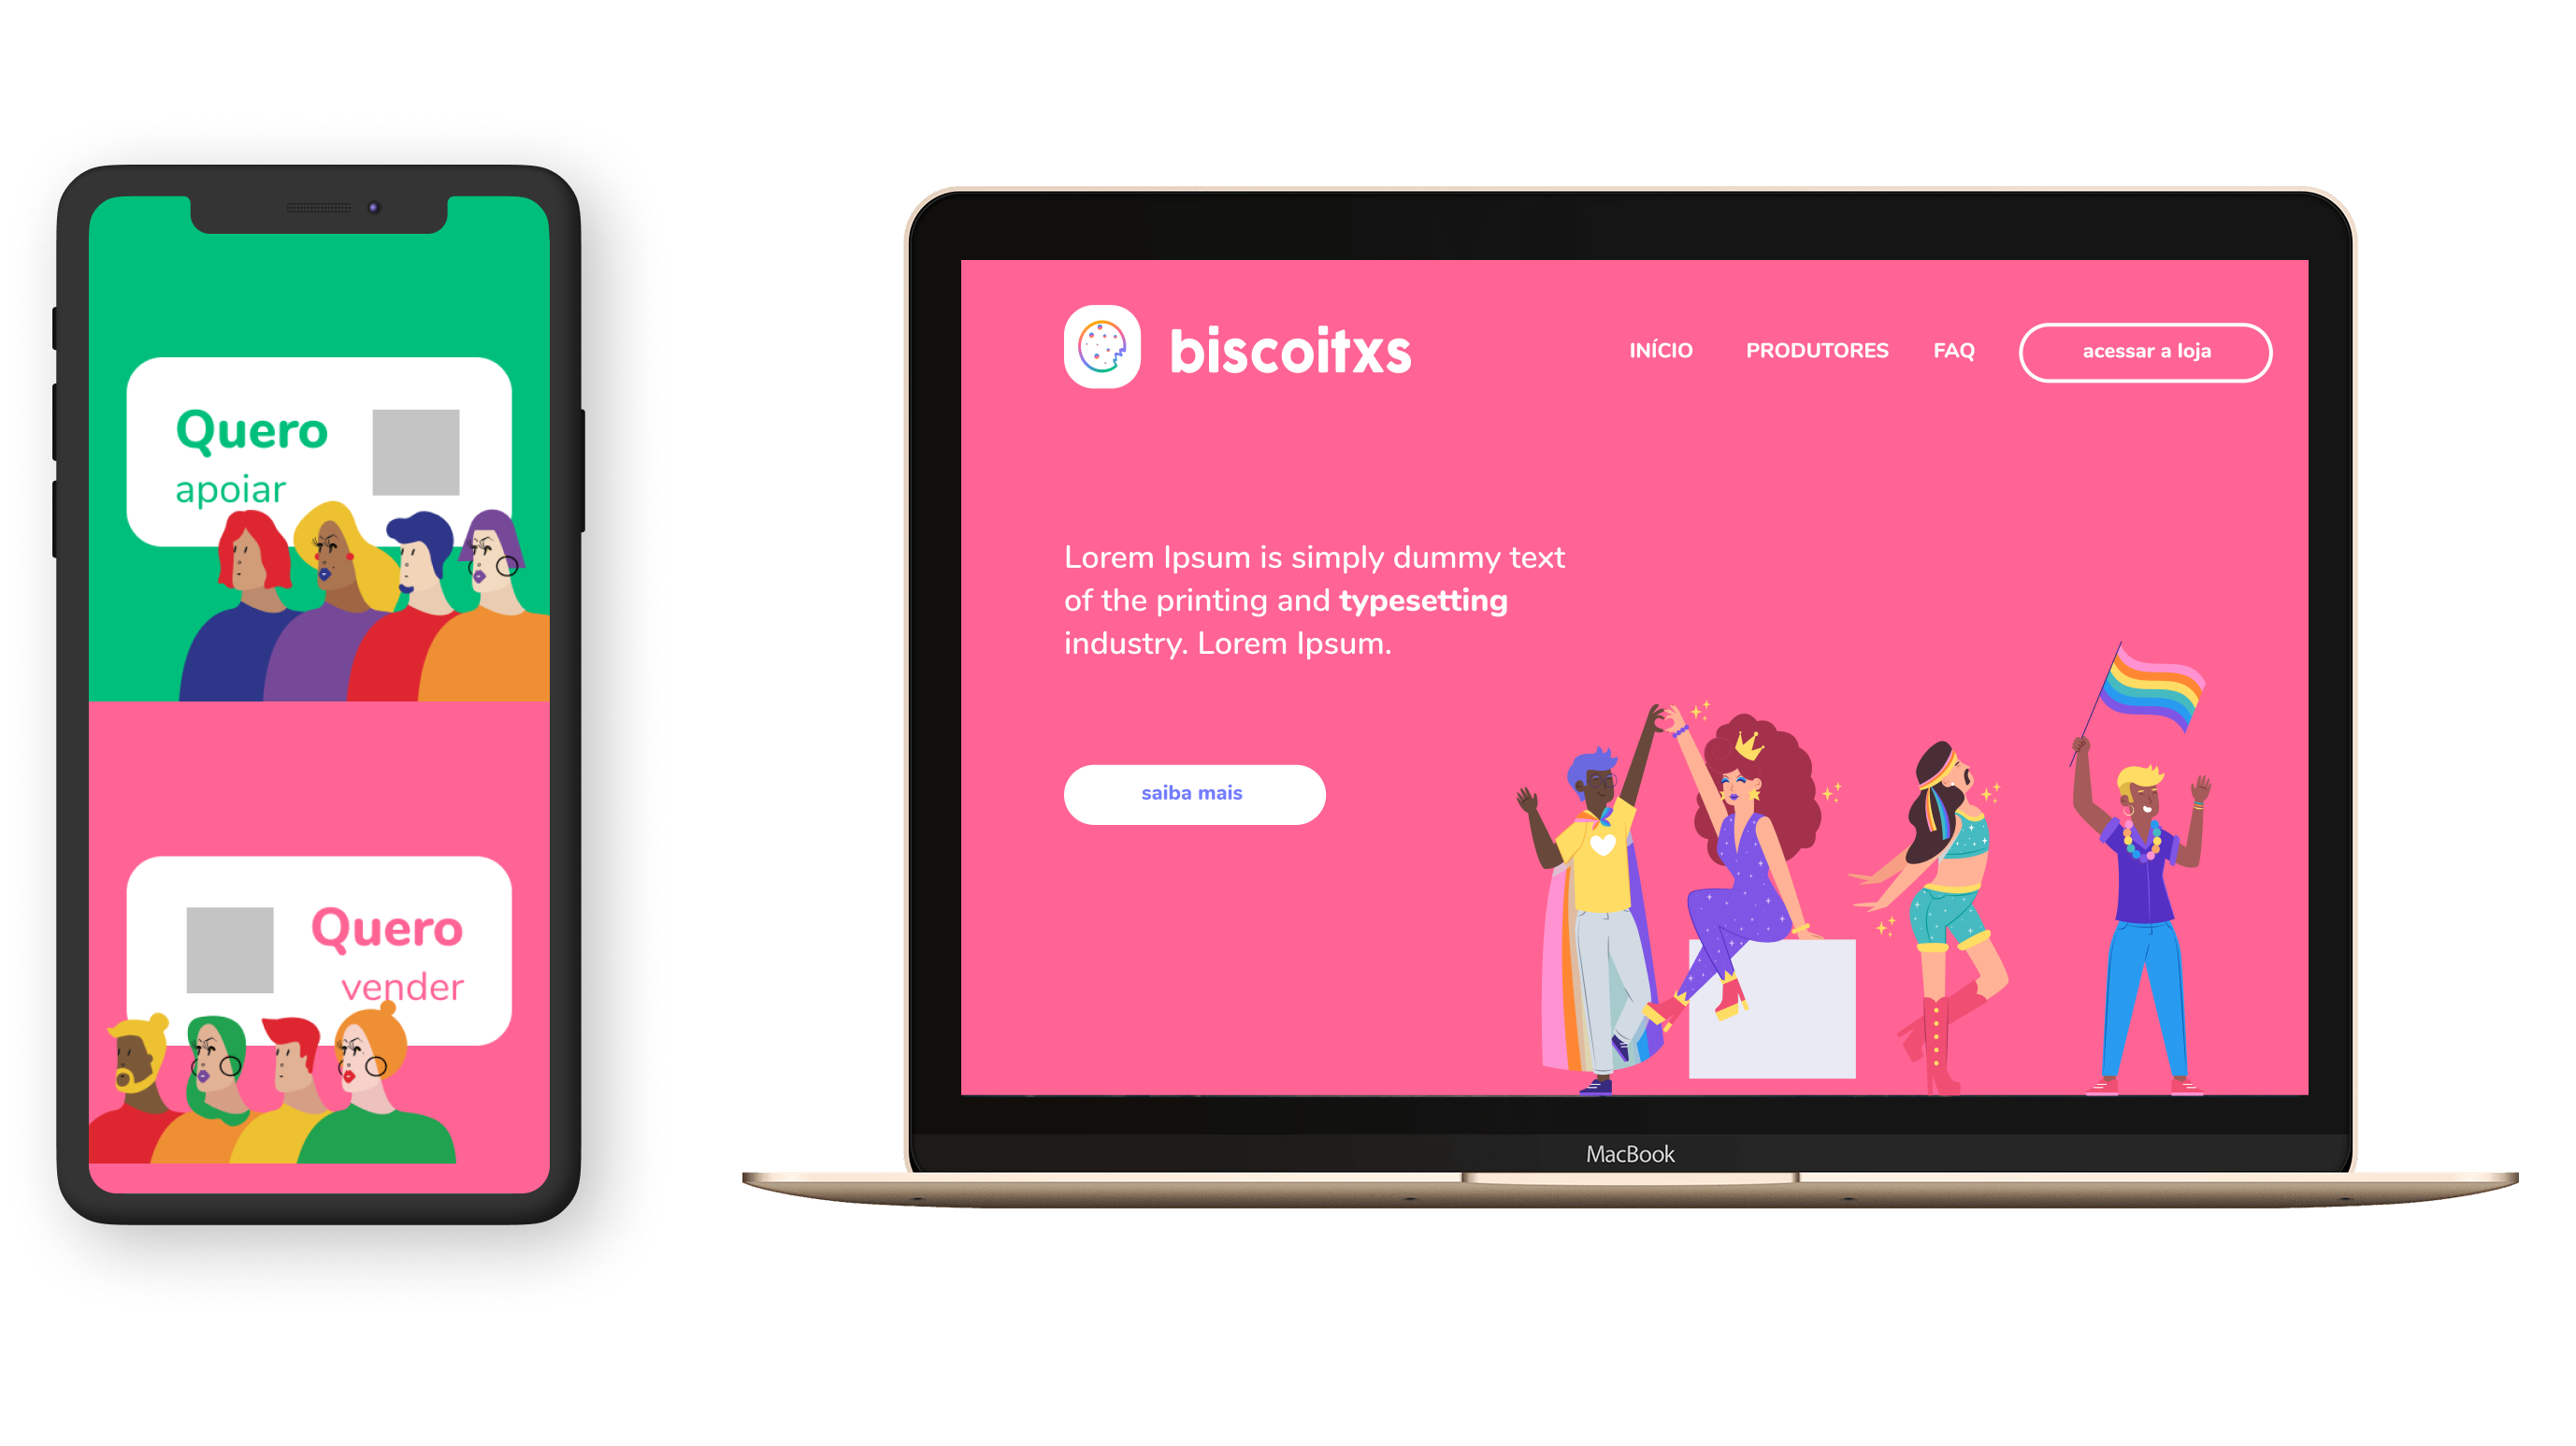 Quero
apoiar
Quero
vender
biscoitxs
INÍCIO PRODUTORES FAQ acessar a loja
Lorem Ipsum is simply dummy text
of the printing and typesetting
industry. Lorem Ipsum.
saiba mais
MacBook